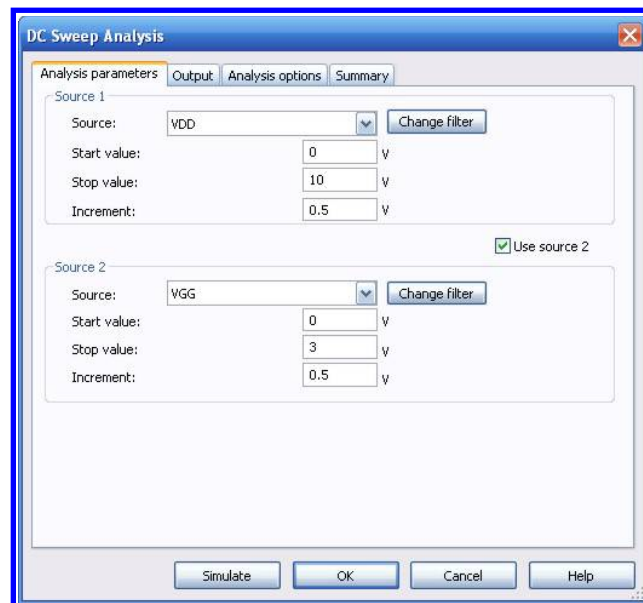 DC Sweep Analysis
Analysis parameters Output Analysis options Summary
Source 1
Source: VDD Change filter
Start value: 0 V
Stop value: 10 V
Increment: 0.5 V
Use source 2
Source 2
Source: VGG Change filter
Start value: 0 V
Stop value: 3 V
Increment: 0.5 V
Simulate OK Cancel Help